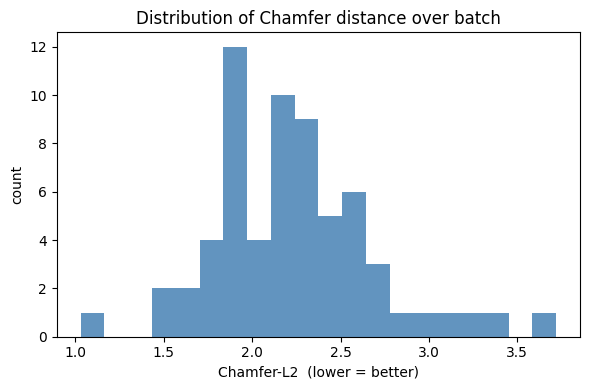 Distribution of Chamfer distance over batch
count
12
10
8
6
4
2
0
1.0 1.5 2.0 2.5 3.0 3.5
Chamfer-L2 (lower = better)